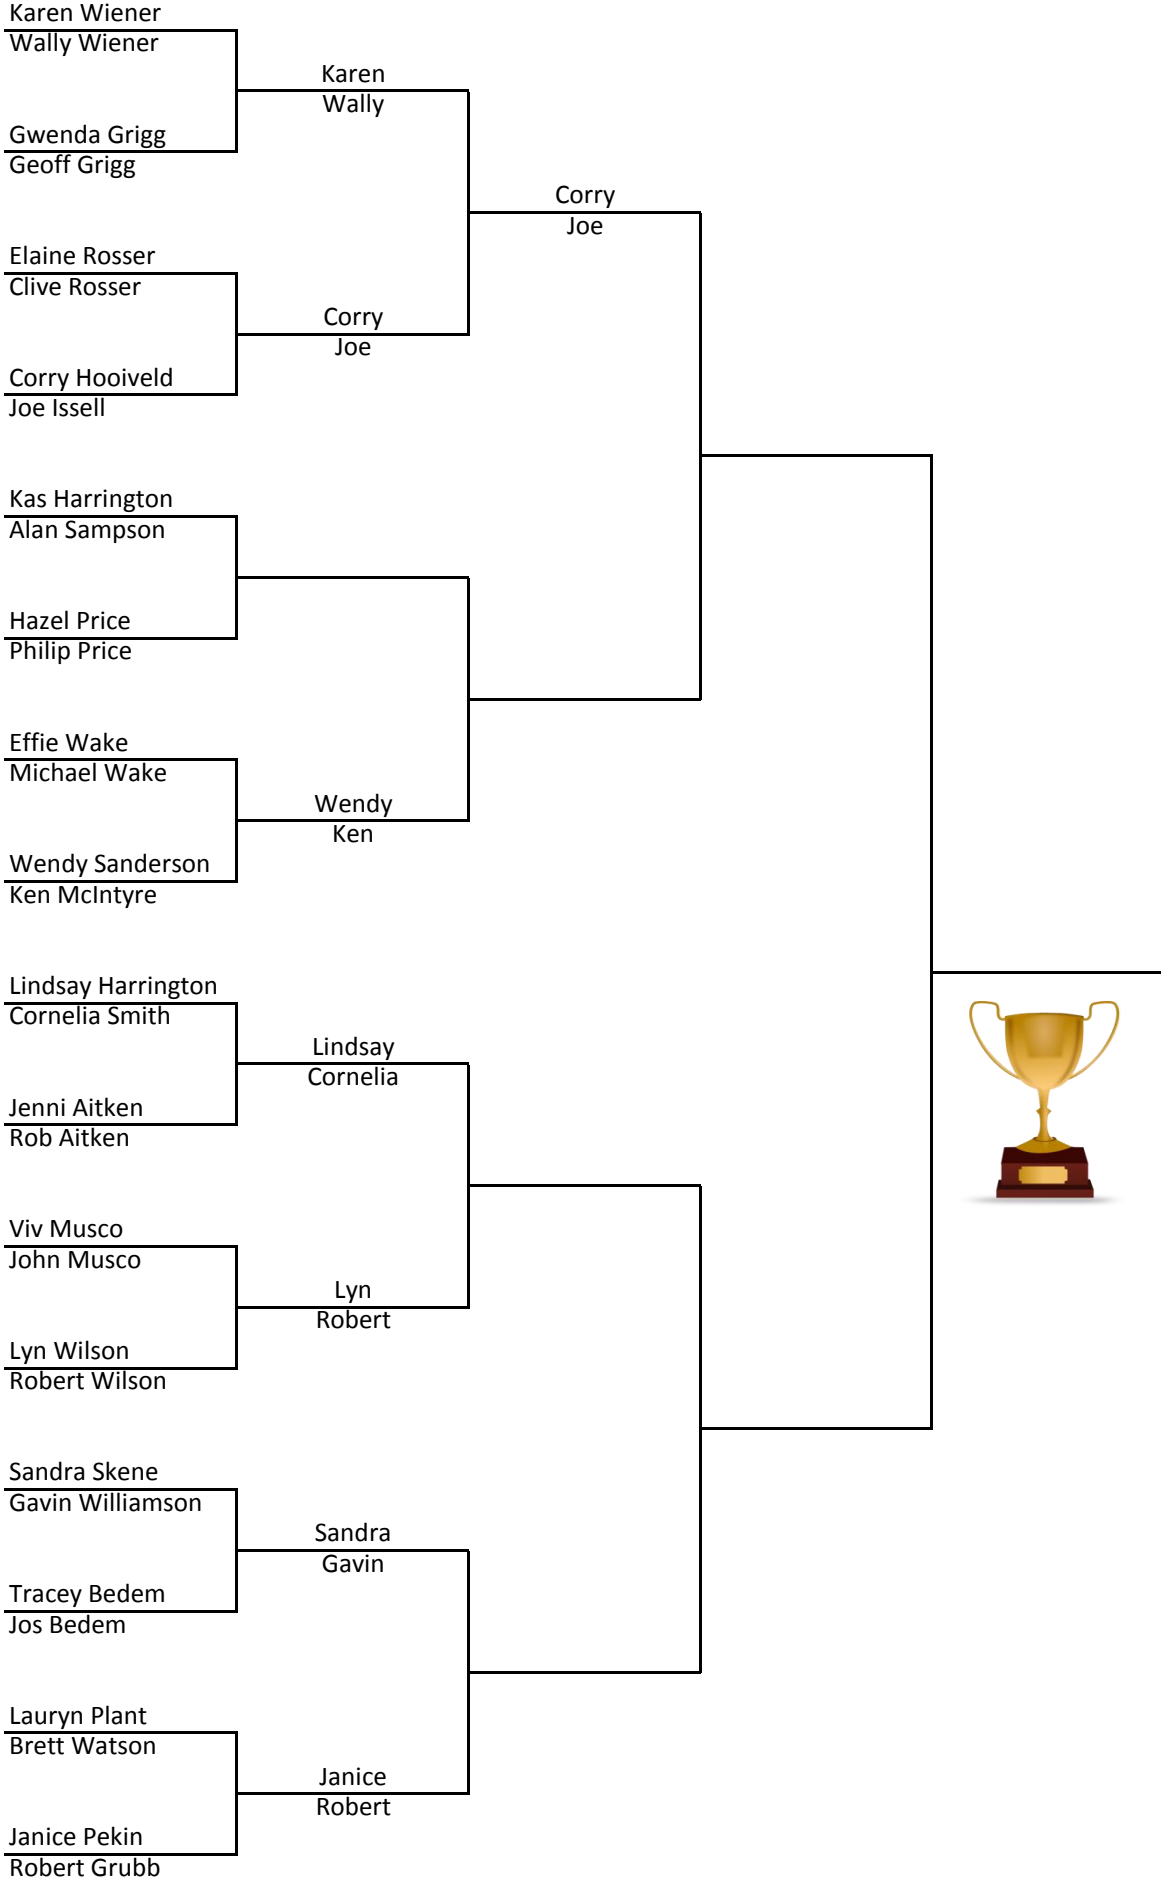 Karen Wiener
Wally Wiener
Karen
Wally
Gwenda Grigg
Geoff Grigg
Corry
Joe
Elaine Rosser
Clive Rosser
Corry
Joe
Corry Hooiveld
Joe Issell
Kas Harrington
Alan Sampson
Hazel Price
Philip Price
Effie Wake
Michael Wake
Wendy
Ken
Wendy Sanderson
Ken McIntyre
Lindsay Harrington
Cornelia Smith
Lindsay
Cornelia
Jenni Aitken
Rob Aitken
Viv Musco
John Musco
Lyn
Robert
Lyn Wilson
Robert Wilson
Sandra Skene
Gavin Williamson
Sandra
Gavin
Tracey Bedem
Jos Bedem
Lauryn Plant
Brett Watson
Janice
Robert
Janice Pekin
Robert Grubb